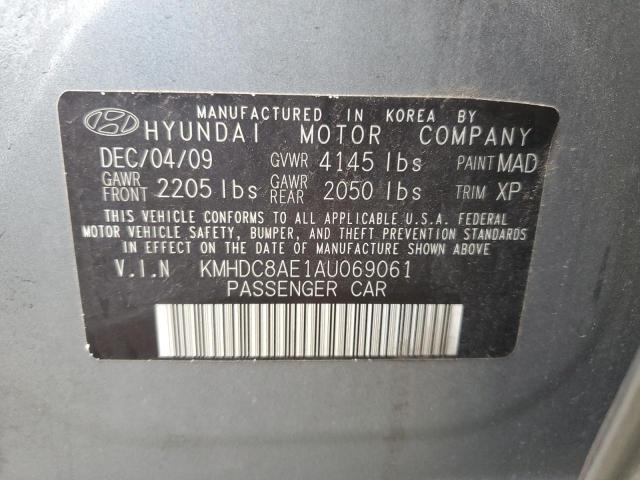 MANUFACTURED IN KOREA BY
HYUNDAI MOTOR COMPANY
DEC/04/09 GVWR 4145 lbs PAINT MAD
GAWR FRONT 2205 lbs GAWR REAR 2050 lbs TRIM XP
THIS VEHICLE CONFORMS TO ALL APPLICABLE U.S.A. FEDERAL
MOTOR VEHICLE SAFETY, BUMPER, AND THEFT PREVENTION STANDARDS
IN EFFECT ON THE DATE OF MANUFACTURE SHOWN ABOVE
V.I.N KMHDC8AE1AU069061
PASSENGER CAR